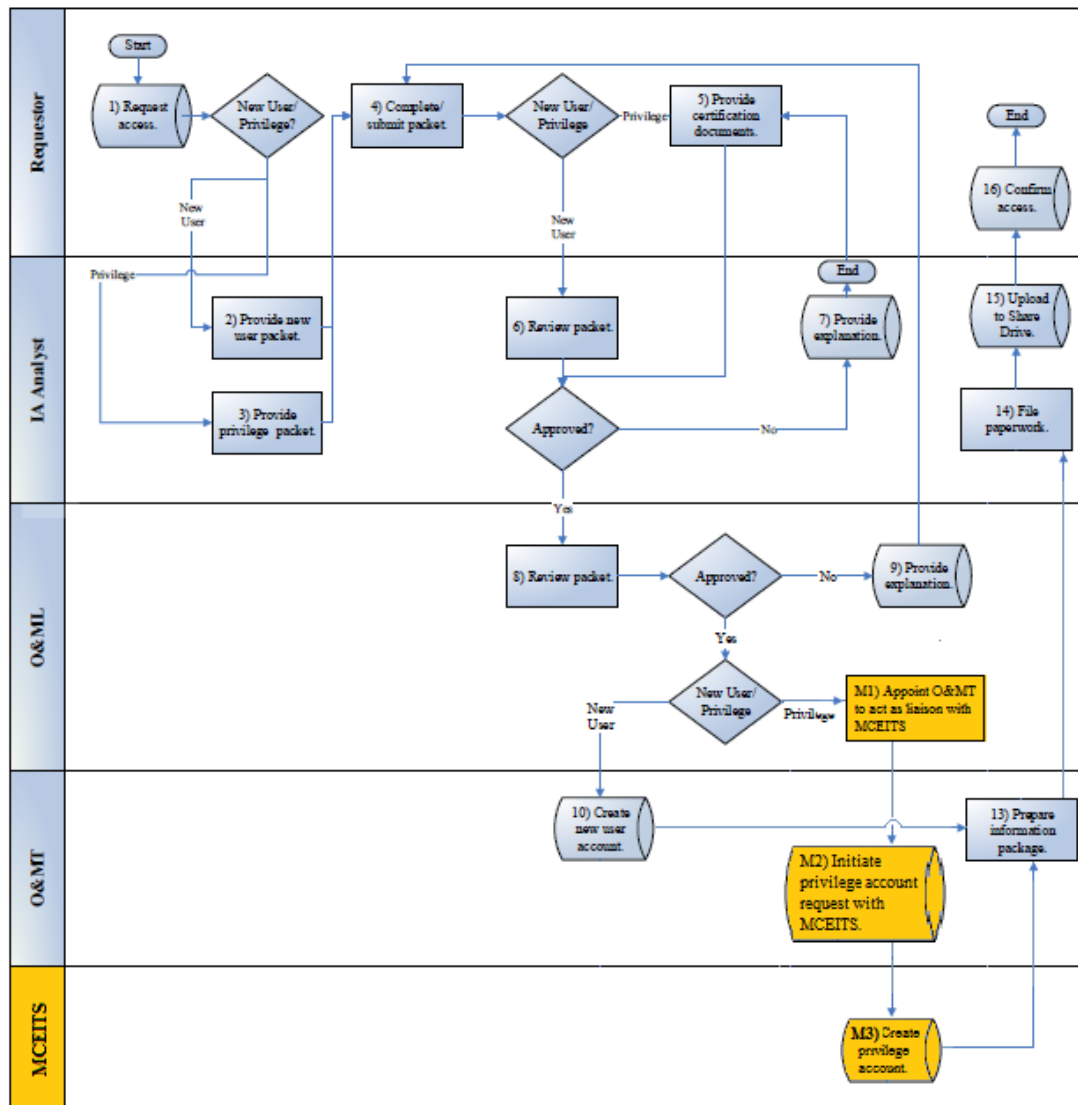 Requestor
Start
1) Request
access.
New User/
Privilege?
New
User
Privilege
4) Complete/
submit packet.
New User/
Privilege
Privilege
New
User
5) Provide
certification
documents.
End
16) Confirm
access.
IA Analyst
2) Provide new
user packet.
3) Provide
privilege packet.
6) Review packet.
Approved?
No
Yes
End
7) Provide
explanation.
15) Upload
to Share
Drive.
14) File
paperwork.
O&ML
8) Review packet.
Approved?
No
Yes
9) Provide
explanation.
New User/
Privilege
New
User
Privilege
M1) Appoint O&MT
to act as liaison with
MCEITS
O&MT
10) Create
new user
account.
M2) Initiate
privilege account
request with
MCEITS.
13) Prepare
information
package.
MCEITS
M3) Create
privilege
account.